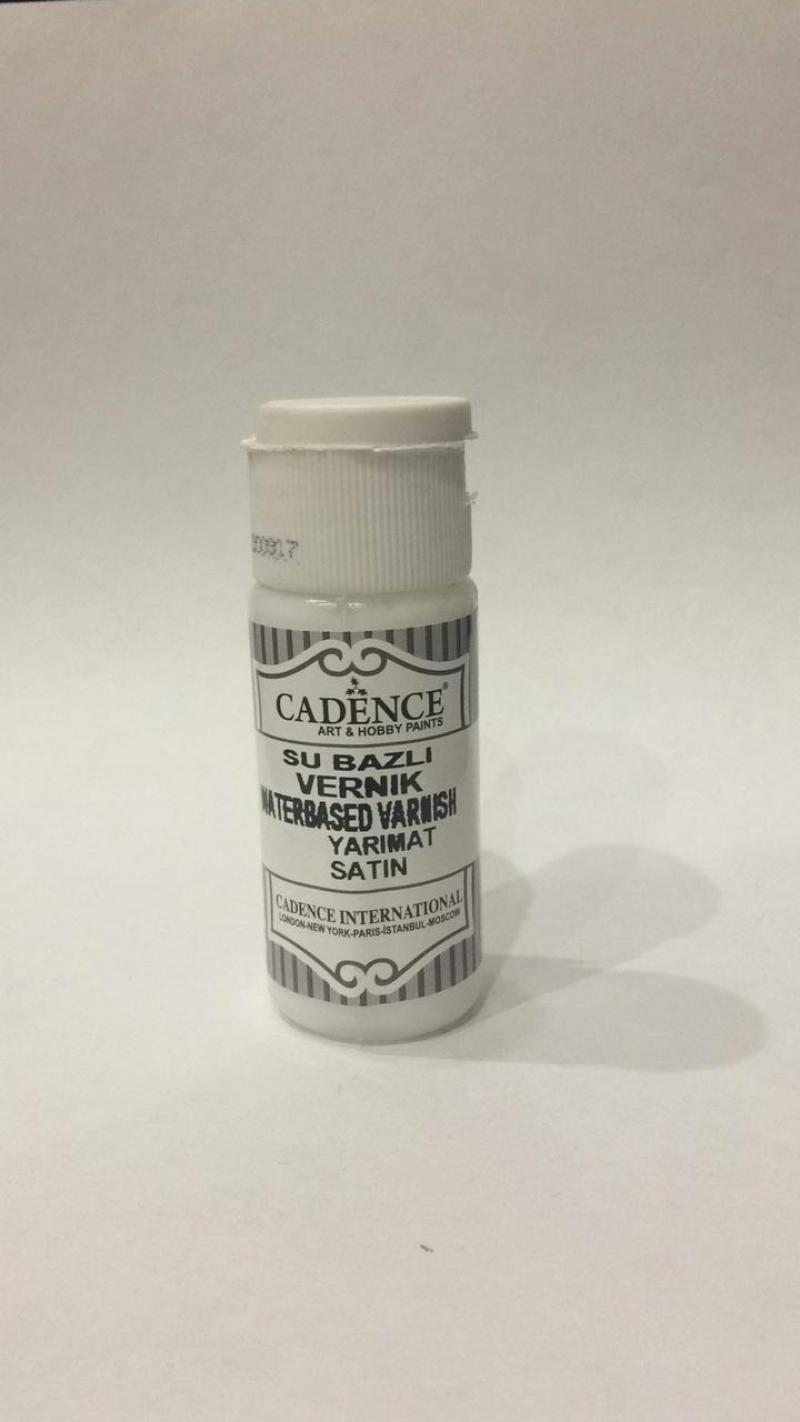 CADENCE®
ART & HOBBY PAINTS
SU BAZLI
VERNIK
WATERBASED VARNISH
YARIMAT
SATIN
CADENCE INTERNATIONAL
LONDON-NEW YORK-PARIS-İSTANBUL-MOSCOW